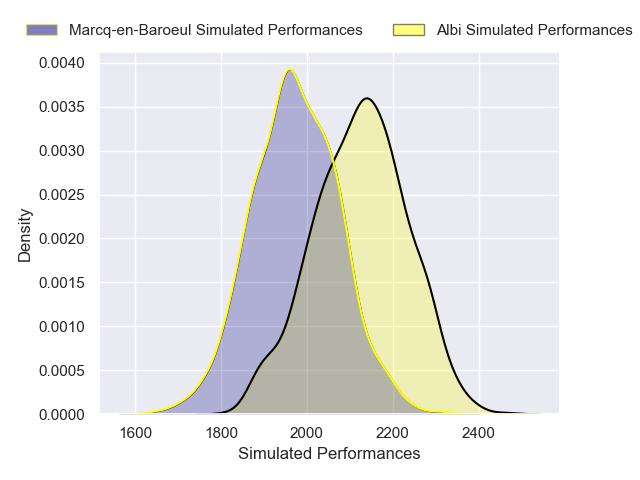 Marcq-en-Baroeul Simulated Performances
Albi Simulated Performances
0.0040
0.0035
0.0030
0.0025
0.0020
0.0015
0.0010
0.0005
0.0000
Density
1600 1800 2000 2200 2400
Simulated Performances